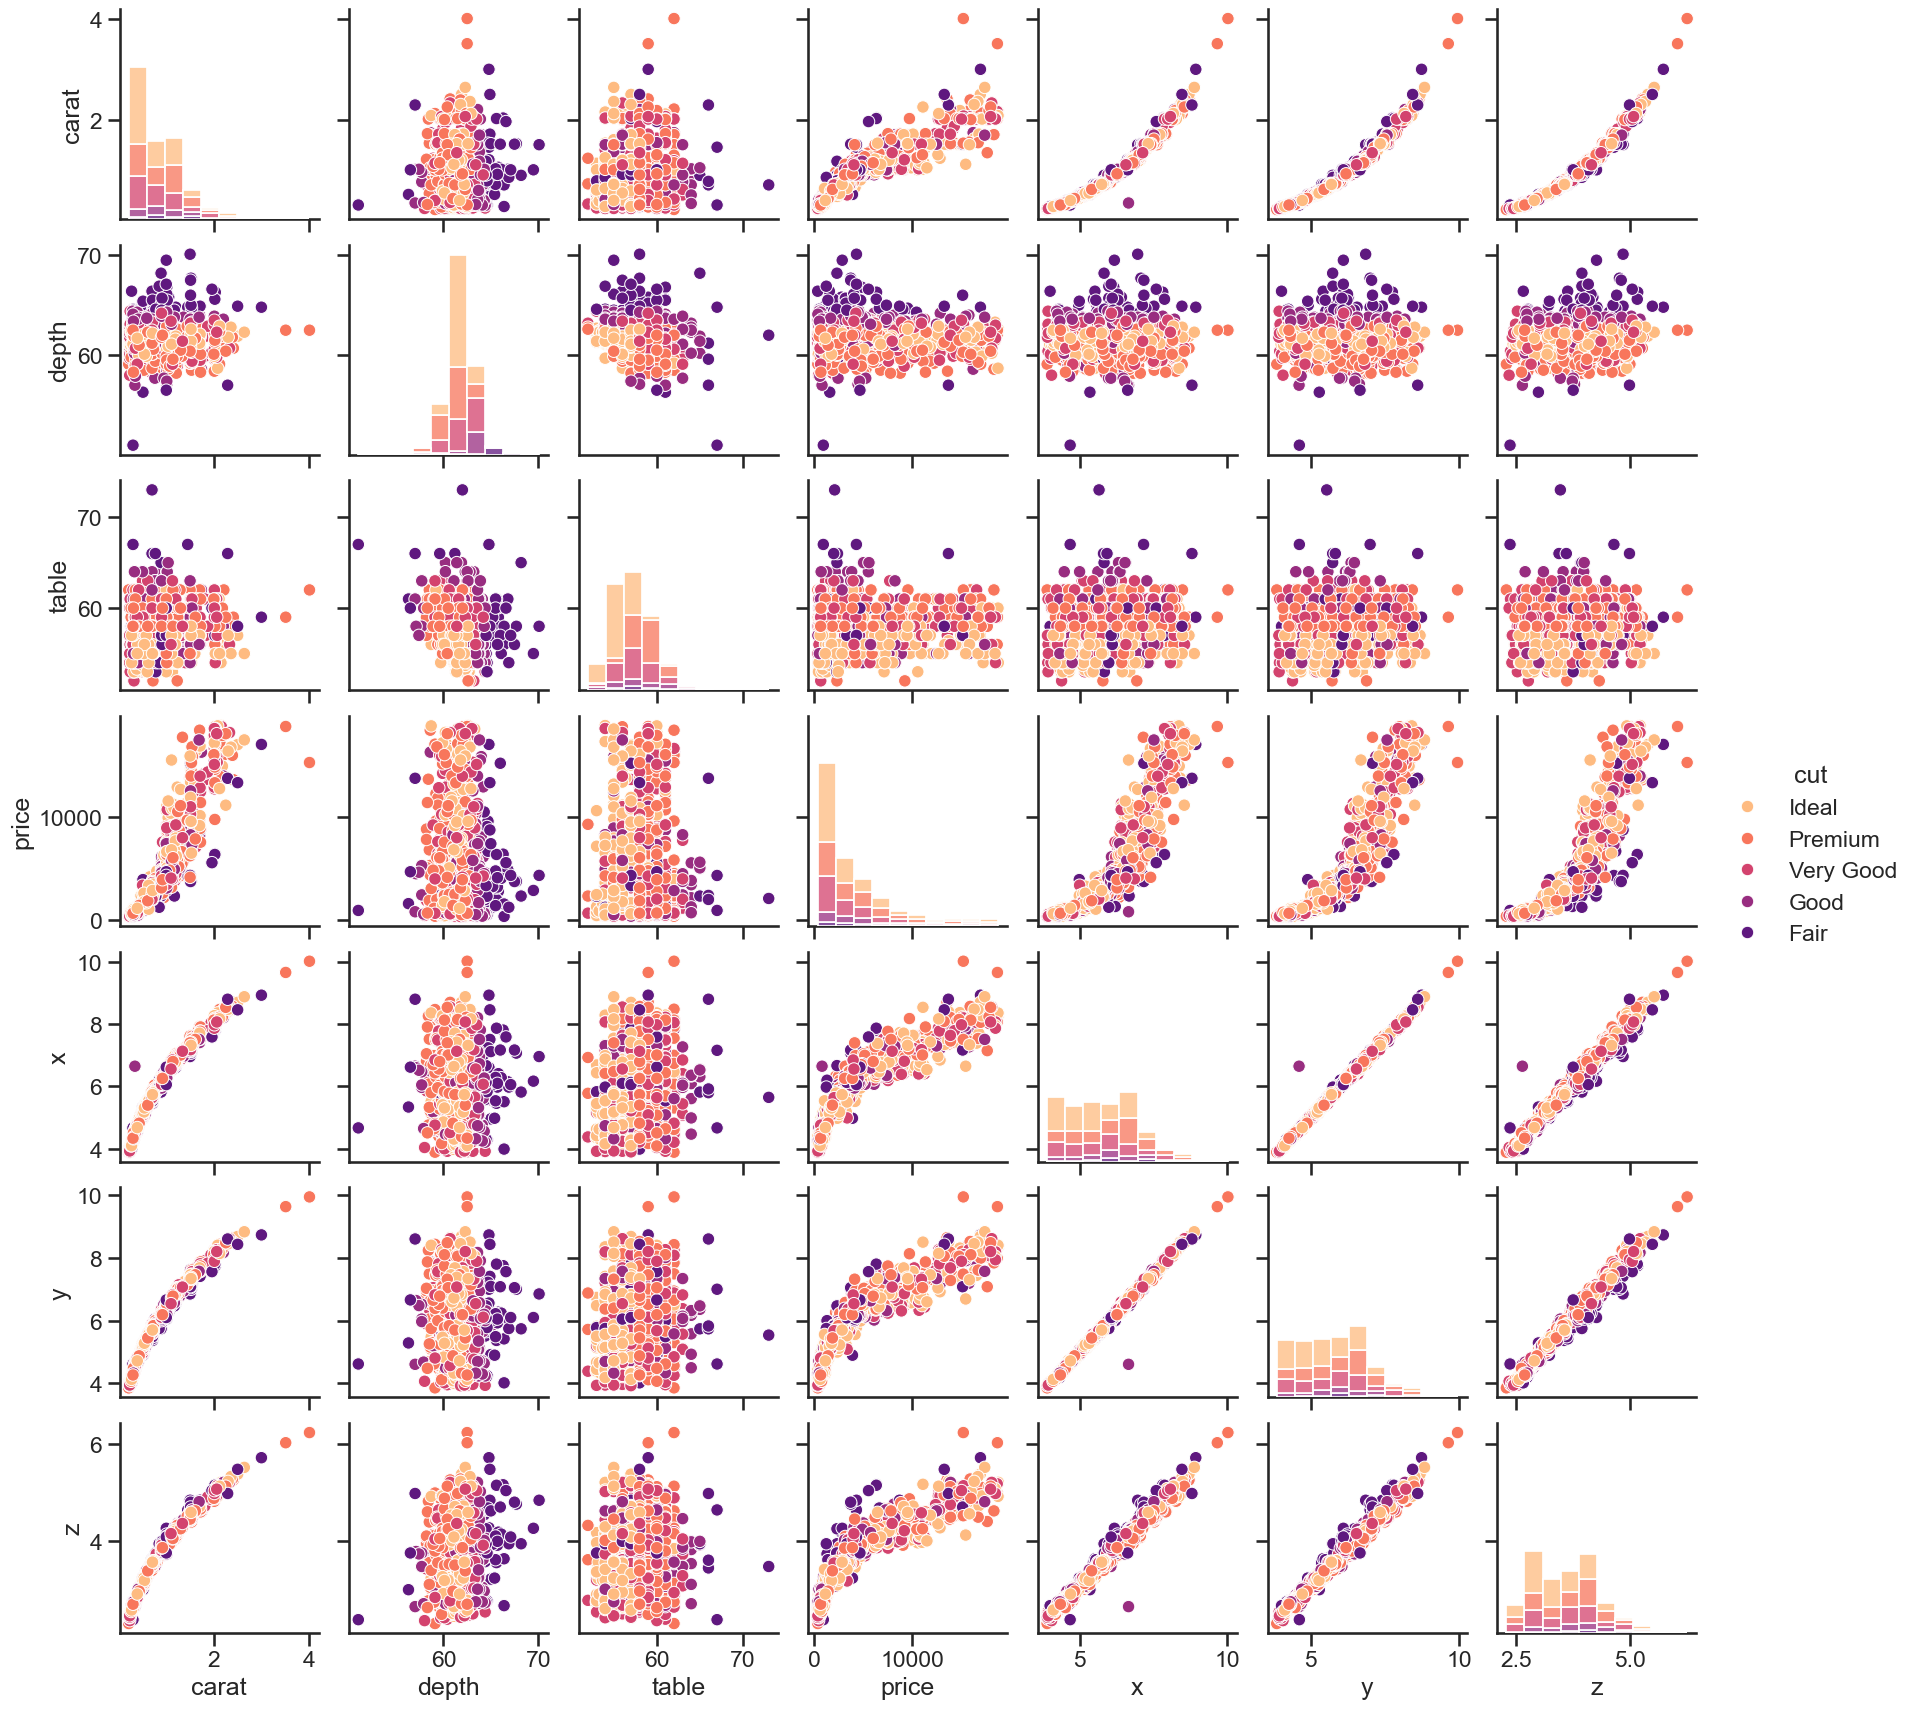 4
2
carat
70
60
depth
70
60
table
10000
0
price
cut
Ideal
Premium
Very Good
Good
Fair
10
8
6
4
x
10
8
6
4
y
6
4
z
2 4 60 70 60 70 0 10000 5 10 5 10 2.5 5.0
carat depth table price x y z